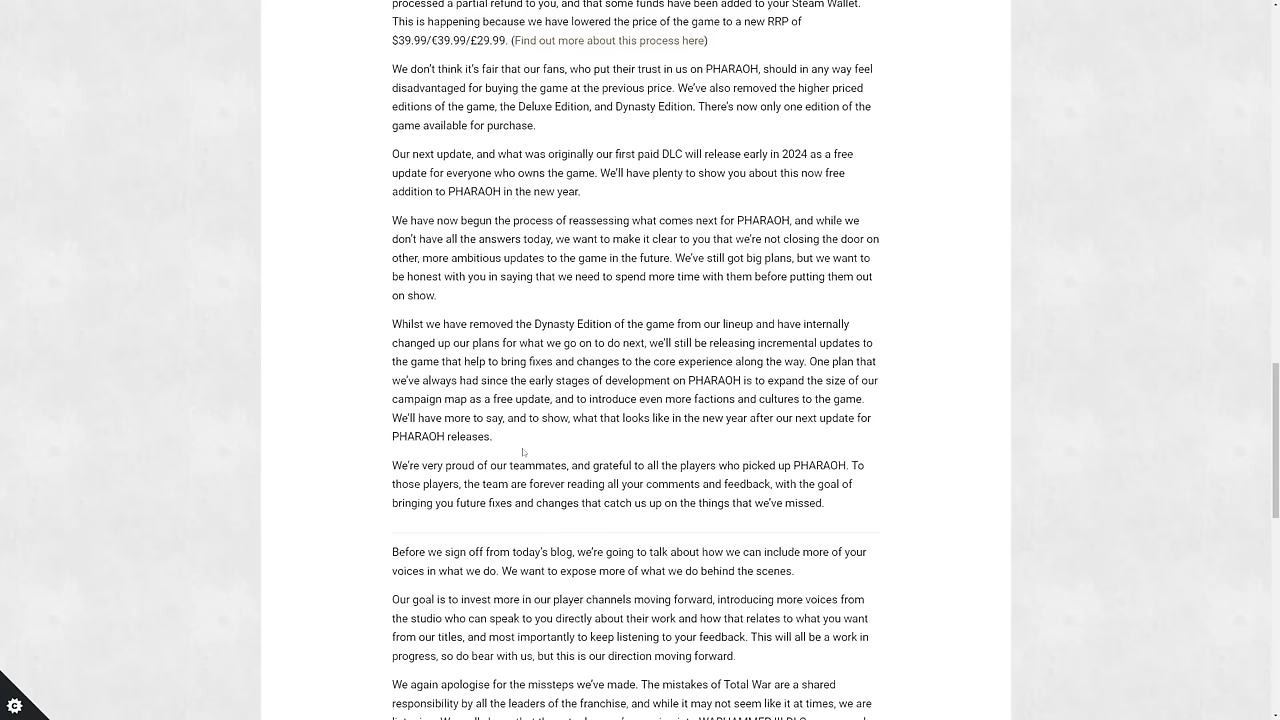 processed a partial refund to you, and that some funds have been added to your Steam Wallet.
This is happening because we have lowered the price of the game to a new RRP of
$39.99/€39.99/£29.99. (Find out more about this process here)
We don't think it's fair that our fans, who put their trust in us on PHARAOH, should in any way feel
disadvantaged for buying the game at the previous price. We've also removed the higher priced
editions of the game, the Deluxe Edition, and Dynasty Edition. There's now only one edition of the
game available for purchase.
Our next update, and what was originally our first paid DLC will release early in 2024 as a free
update for everyone who owns the game. We'll have plenty to show you about this now free
addition to PHARAOH in the new year.
We have now begun the process of reassessing what comes next for PHARAOH, and while we
don't have all the answers today, we want to make it clear to you that we're not closing the door on
other, more ambitious updates to the game in the future. We've still got big plans, but we want to
be honest with you in saying that we need to spend more time with them before putting them out
on show.
Whilst we have removed the Dynasty Edition of the game from our lineup and have internally
changed up our plans for what we go on to do next, we'll still be releasing incremental updates to
the game that help to bring fixes and changes to the core experience along the way. One plan that
we've always had since the early stages of development on PHARAOH is to expand the size of our
campaign map as a free update, and to introduce even more factions and cultures to the game.
We'll have more to say, and to show, what that looks like in the new year after our next update for
PHARAOH releases.
We're very proud of our teammates, and grateful to all the players who picked up PHARAOH. To
those players, the team are forever reading all your comments and feedback, with the goal of
bringing you future fixes and changes that catch us up on the things that we've missed.
Before we sign off from today's blog, we're going to talk about how we can include more of your
voices in what we do. We want to expose more of what we do behind the scenes.
Our goal is to invest more in our player channels moving forward, introducing more voices from
the studio who can speak to you directly about their work and how that relates to what you want
from our titles, and most importantly to keep listening to your feedback. This will all be a work in
progress, so do bear with us, but this is our direction moving forward.
We again apologise for the missteps we've made. The mistakes of Total War are a shared
responsibility by all the leaders of the franchise, and while it may not seem like it at times, we are